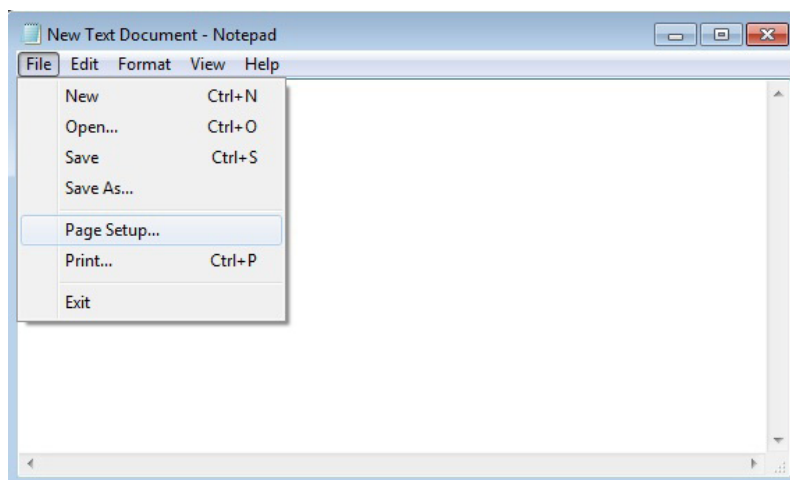 New Text Document - Notepad
File Edit Format View Help
New Ctrl+N
Open... Ctrl+O
Save Ctrl+S
Save As...
Page Setup...
Print... Ctrl+P
Exit